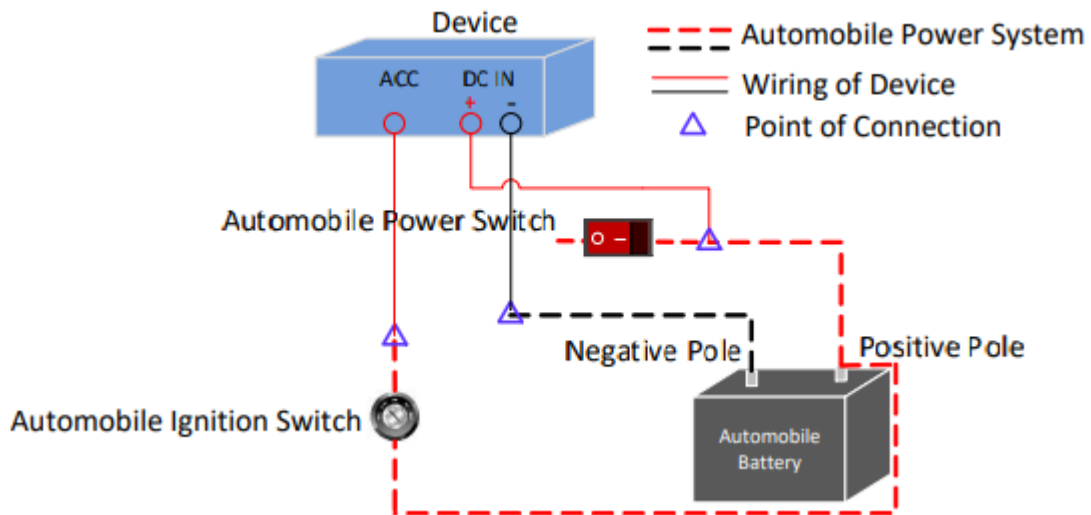 Device
Automobile Power System
ACC
DC IN
+
-
Wiring of Device
Point of Connection
Automobile Power Switch
Negative Pole
Positive Pole
Automobile Ignition Switch
Automobile
Battery